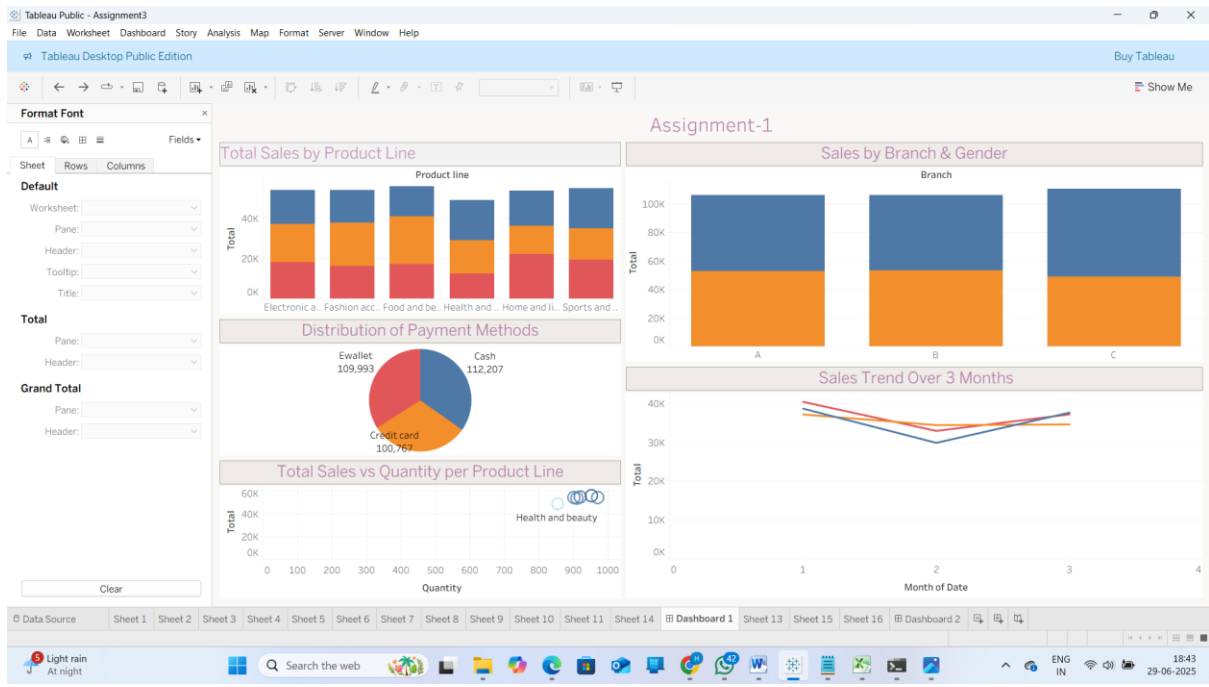 Tableau Public - Assignment3
File Data Worksheet Dashboard Story Analysis Map Format Server Window Help
Tableau Desktop Public Edition
Buy Tableau
Show Me
Format Font
Fields
Sheet Rows Columns
Default
Worksheet:
Pane:
Header:
Tooltip:
Title:
Total
Pane:
Header:
Grand Total
Pane:
Header:
Clear
Assignment-1
Total Sales by Product Line
Product line
Total
40K
20K
0K
Electronic a.. Fashion acc.. Food and be.. Health and .. Home and li.. Sports and ..
Distribution of Payment Methods
Ewallet
109,993
Cash
112,207
Credit card
100,767
Total Sales vs Quantity per Product Line
Total
60K
40K
20K
0K
Health and beauty
0 100 200 300 400 500 600 700 800 900 1000
Quantity
Sales by Branch & Gender
Branch
Total
100K
80K
60K
40K
20K
0K
A B C
Sales Trend Over 3 Months
Total
40K
30K
20K
10K
0K
0 1 2 3 4
Month of Date
Data Source Sheet 1 Sheet 2 Sheet 3 Sheet 4 Sheet 5 Sheet 6 Sheet 7 Sheet 8 Sheet 9 Sheet 10 Sheet 11 Sheet 14 Dashboard 1 Sheet 13 Sheet 15 Sheet 16 Dashboard 2
5
Light rain
At night
Search the web
42
ENG
IN
18:43
29-06-2025